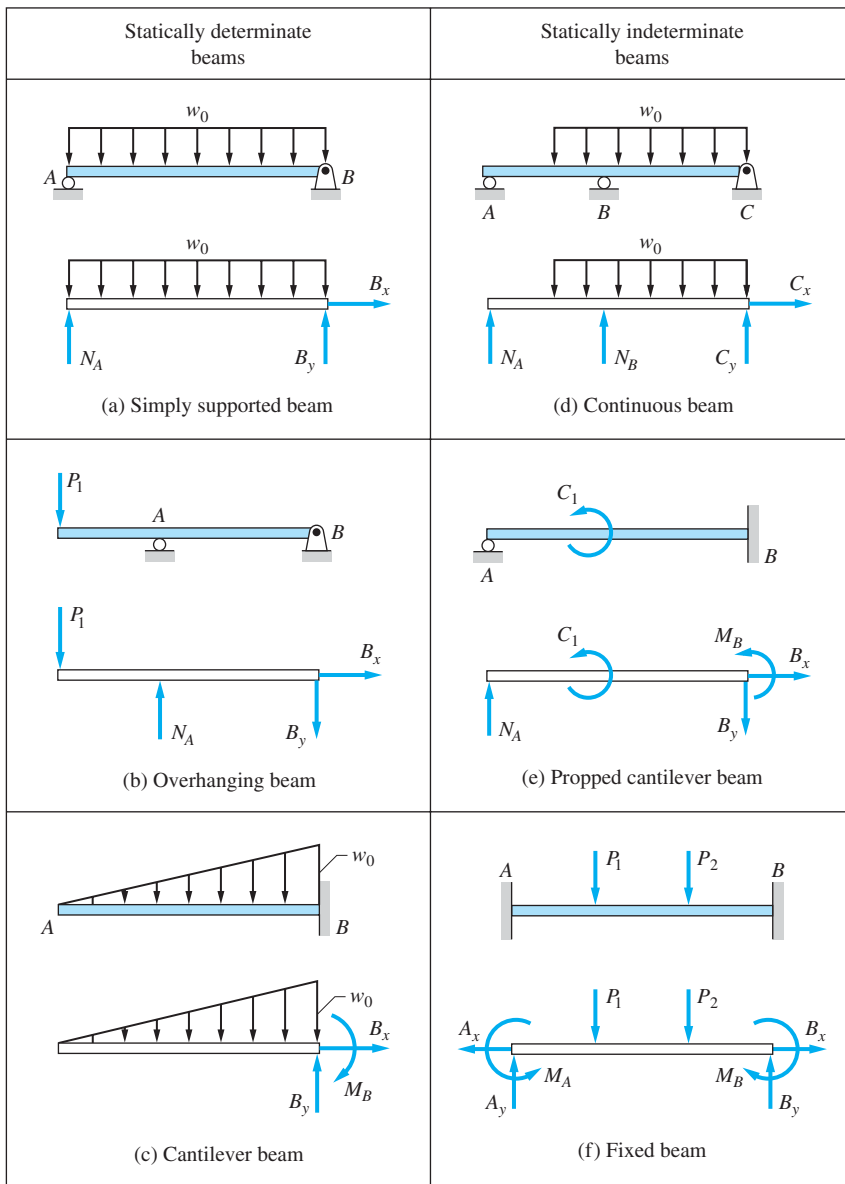 Statically determinate
beams
Statically indeterminate
beams
w0
A
B
w0
Bx
NA
By
(a) Simply supported beam
w0
A
B
C
w0
Cx
NA
NB
Cy
(d) Continuous beam
P1
A
B
P1
Bx
NA
By
(b) Overhanging beam
C1
A
B
C1
MB
Bx
NA
By
(e) Propped cantilever beam
w0
A
B
w0
Bx
MB
By
(c) Cantilever beam
A
P1
P2
B
P1
P2
Ax
Bx
MA
MB
Ay
By
(f) Fixed beam